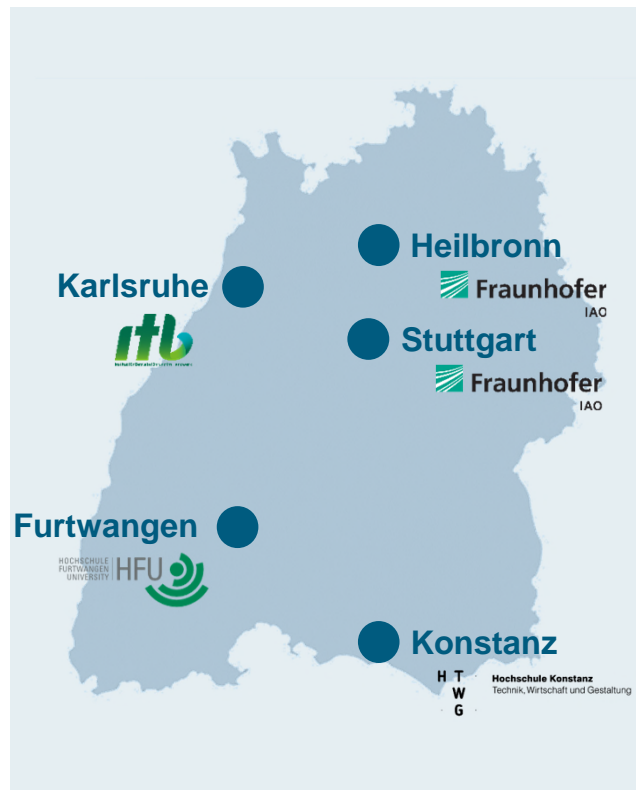 Heilbronn
Fraunhofer
IAO
Karlsruhe
rtb
Stuttgart
Fraunhofer
IAO
Furtwangen
HOCHSCHULE
FURTWANGEN
UNIVERSITY
HFU
Konstanz
H T
W
G
Hochschule Konstanz
Technik, Wirtschaft und Gestaltung